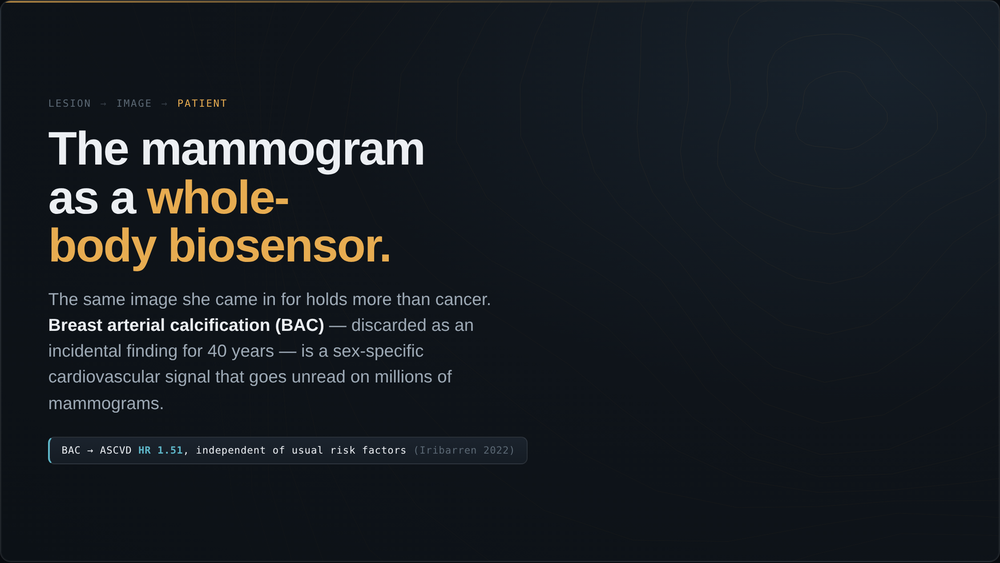 LESION → IMAGE → PATIENT
The mammogram
as a whole-
body biosensor.
The same image she came in for holds more than cancer.
Breast arterial calcification (BAC) — discarded as an
incidental finding for 40 years — is a sex-specific
cardiovascular signal that goes unread on millions of
mammograms.
BAC → ASCVD HR 1.51, independent of usual risk factors (Iribarren 2022)